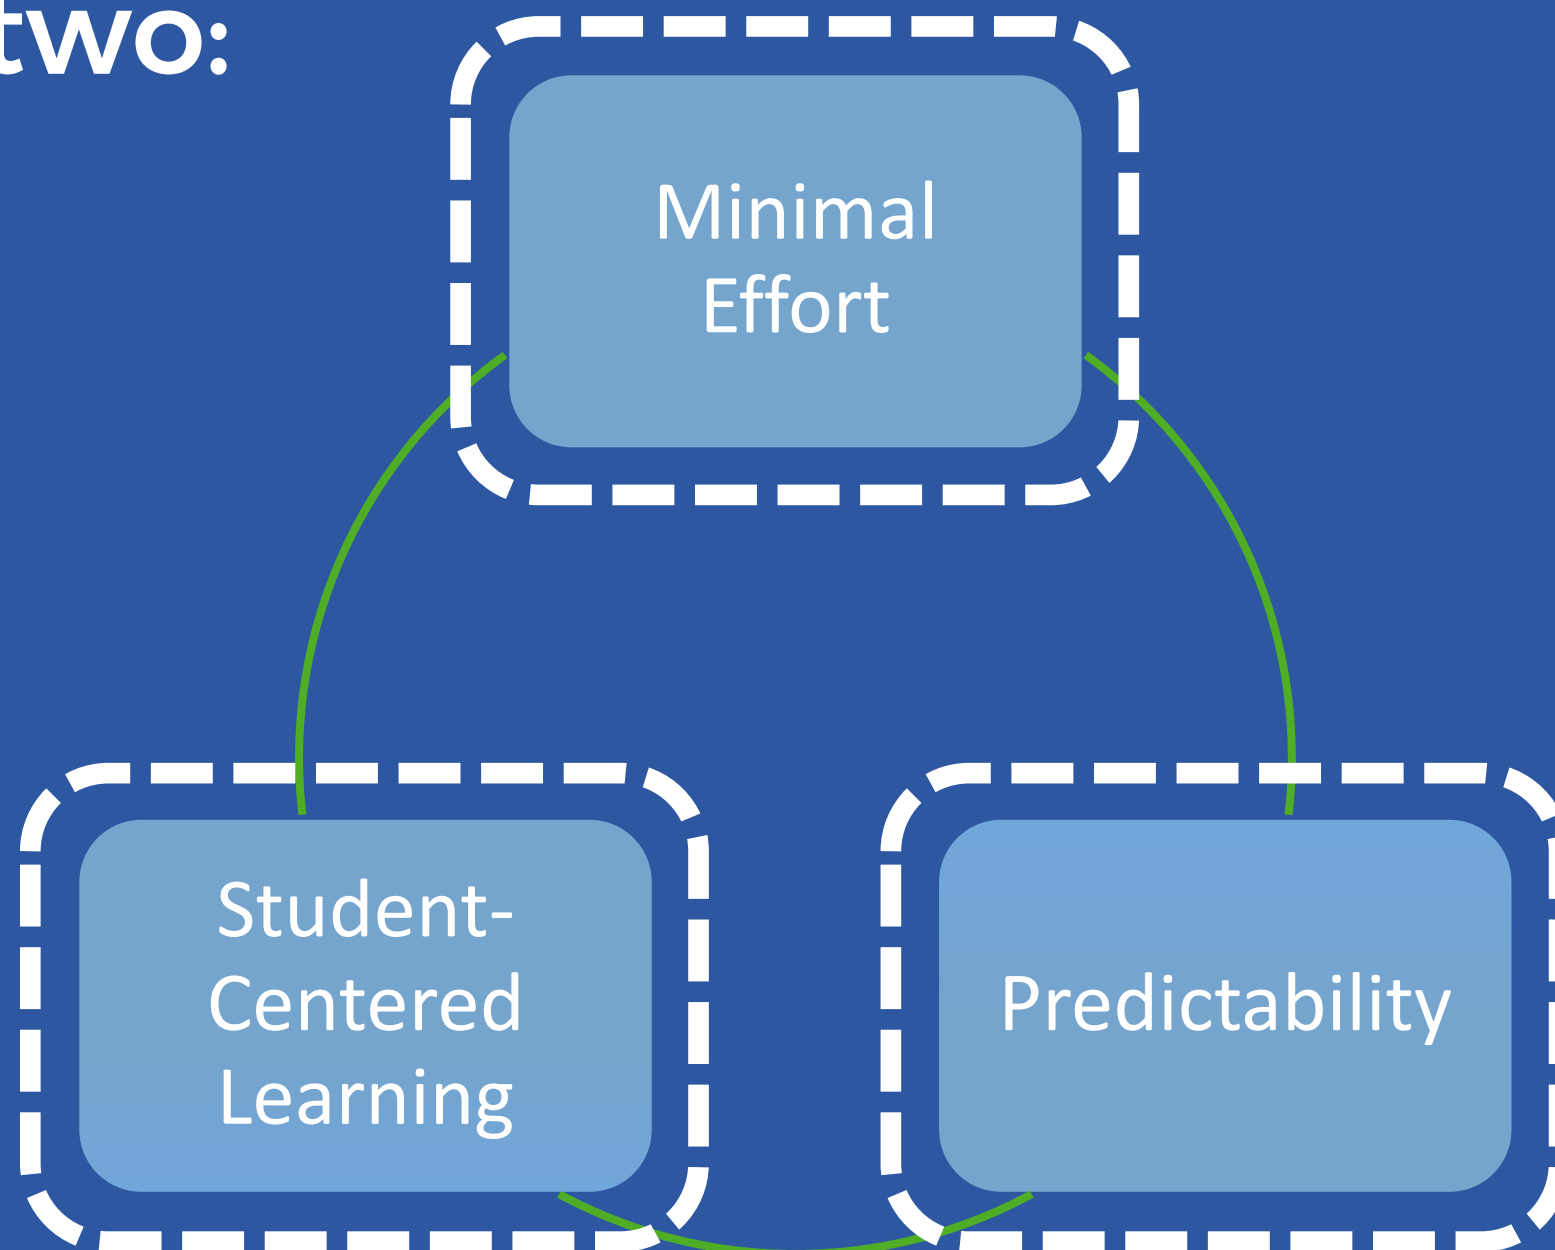 two:
Minimal
Effort
Student-
Centered
Learning
Predictability